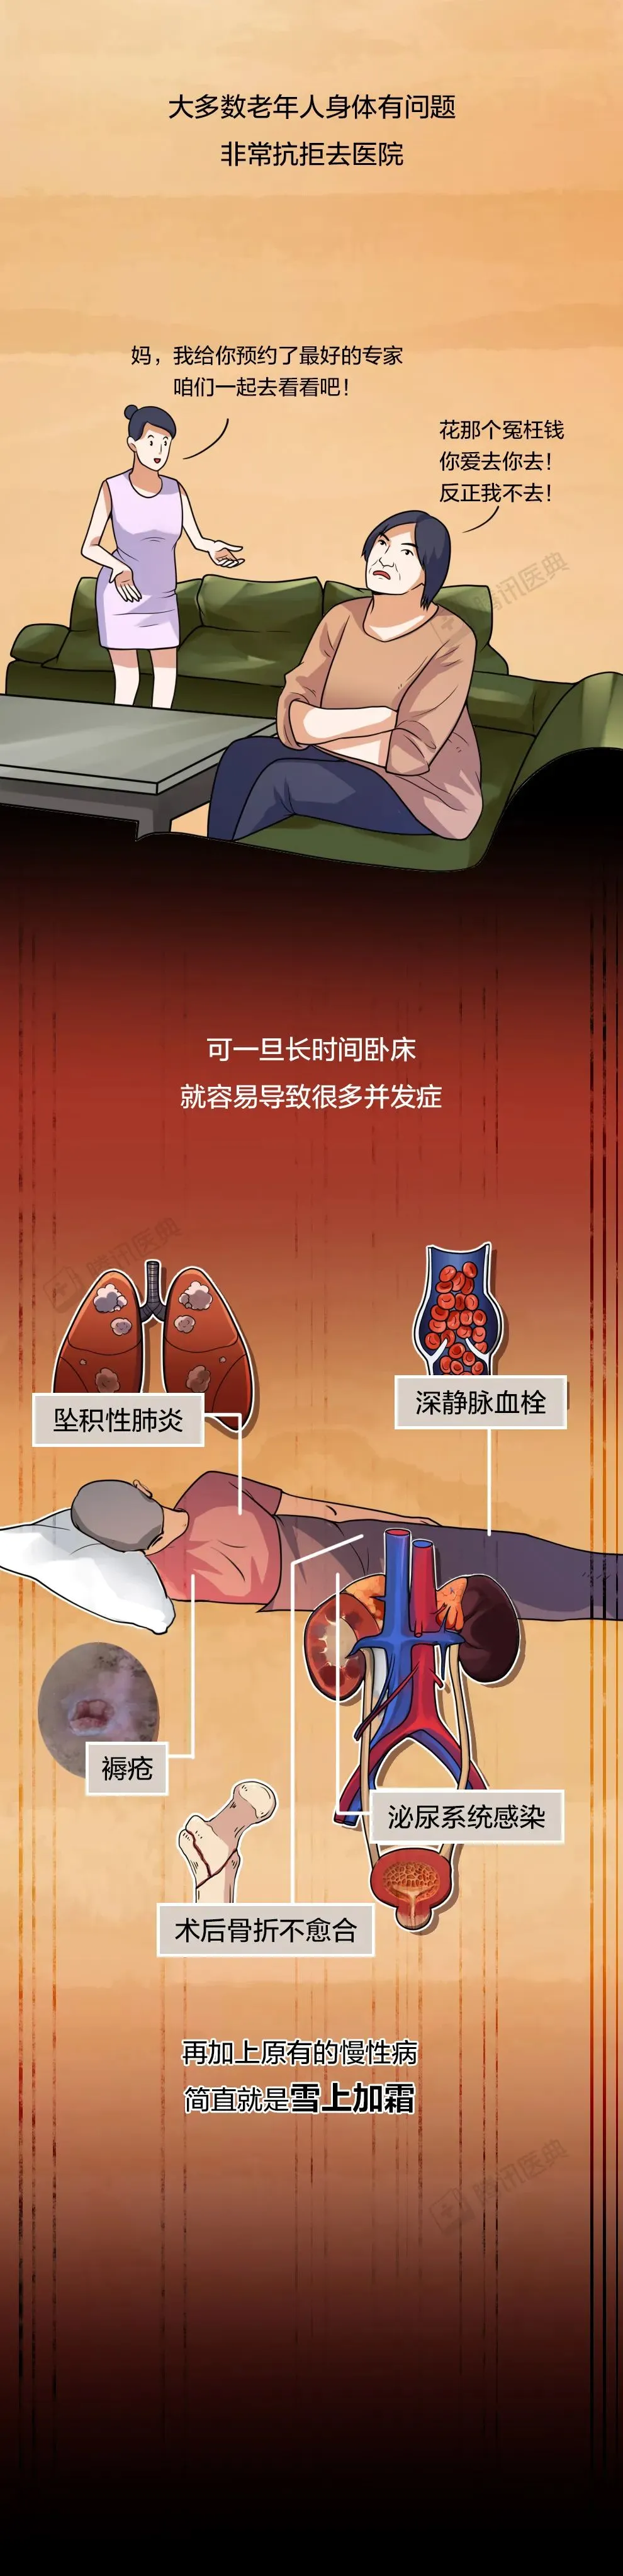 大多数老年人身体有问题
非常抗拒去医院
妈，我给你预约了最好的专家
咱们一起去看看吧！
花那个冤枉钱
你爱去你去！
反正我不去！
腾讯医典
可一旦长时间卧床
就容易导致很多并发症
腾讯医典
坠积性肺炎
深静脉血栓
褥疮
泌尿系统感染
术后骨折不愈合
再加上原有的慢性病
简直就是雪上加霜
腾讯医典